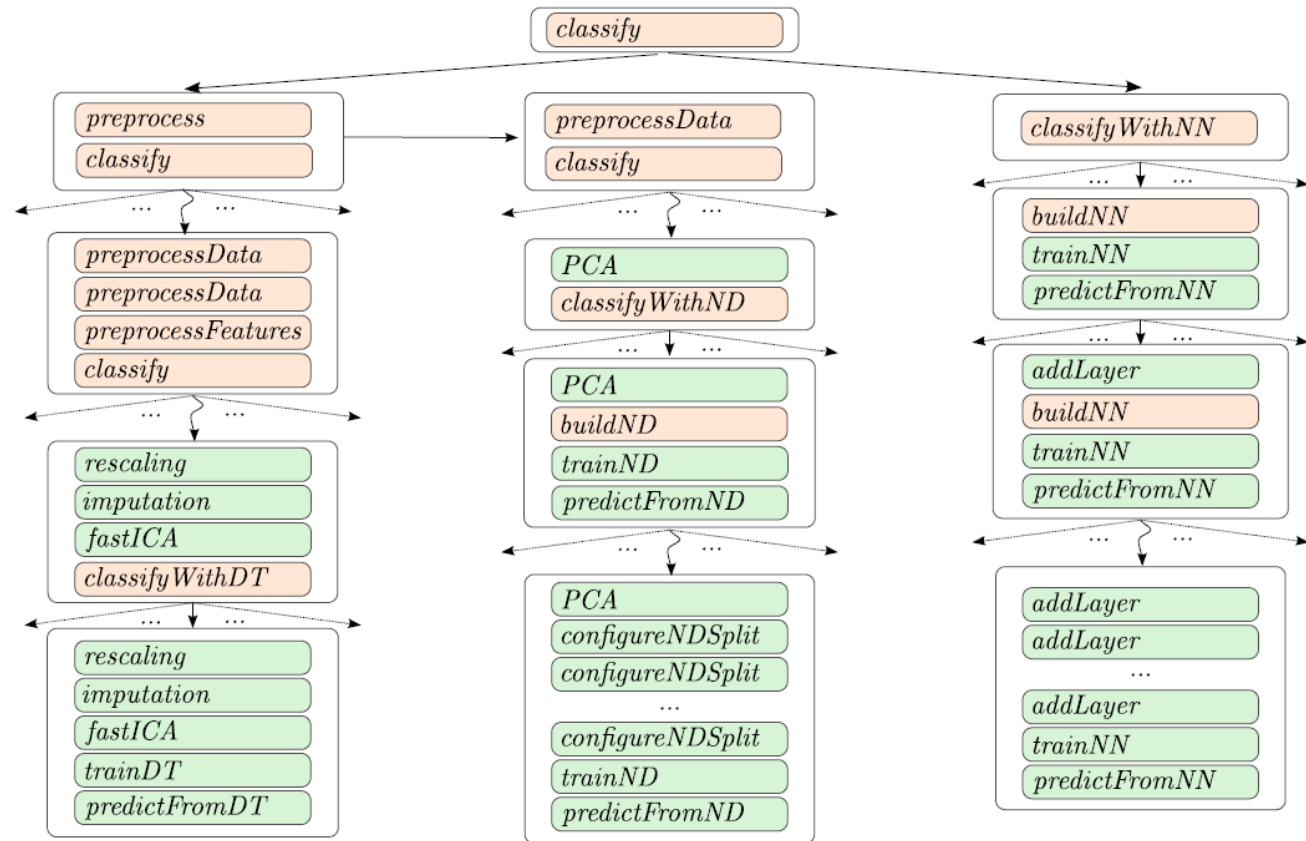 classify
preprocess
classify
... ...
preprocessData
preprocessData
preprocessFeatures
classify
... ...
rescaling
imputation
fastICA
classifyWithDT
... ...
rescaling
imputation
fastICA
trainDT
predictFromDT
preprocessData
classify
... ...
PCA
classifyWithND
... ...
PCA
buildND
trainND
predictFromND
... ...
PCA
configureNDSplit
configureNDSplit
...
configureNDSplit
trainND
predictFromND
classifyWithNN
... ...
buildNN
trainNN
predictFromNN
... ...
addLayer
buildNN
trainNN
predictFromNN
... ...
addLayer
addLayer
...
addLayer
trainNN
predictFromNN